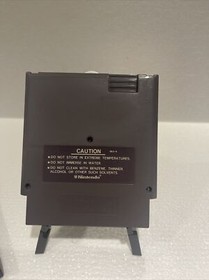 CAUTION
•DO NOT STORE IN EXTREME TEMPERATURES.
•DO NOT IMMERSE IN WATER.
•DO NOT CLEAN WITH BENZENE, THINNER,
ALCOHOL OR OTHER SUCH SOLVENTS.
Nintendo